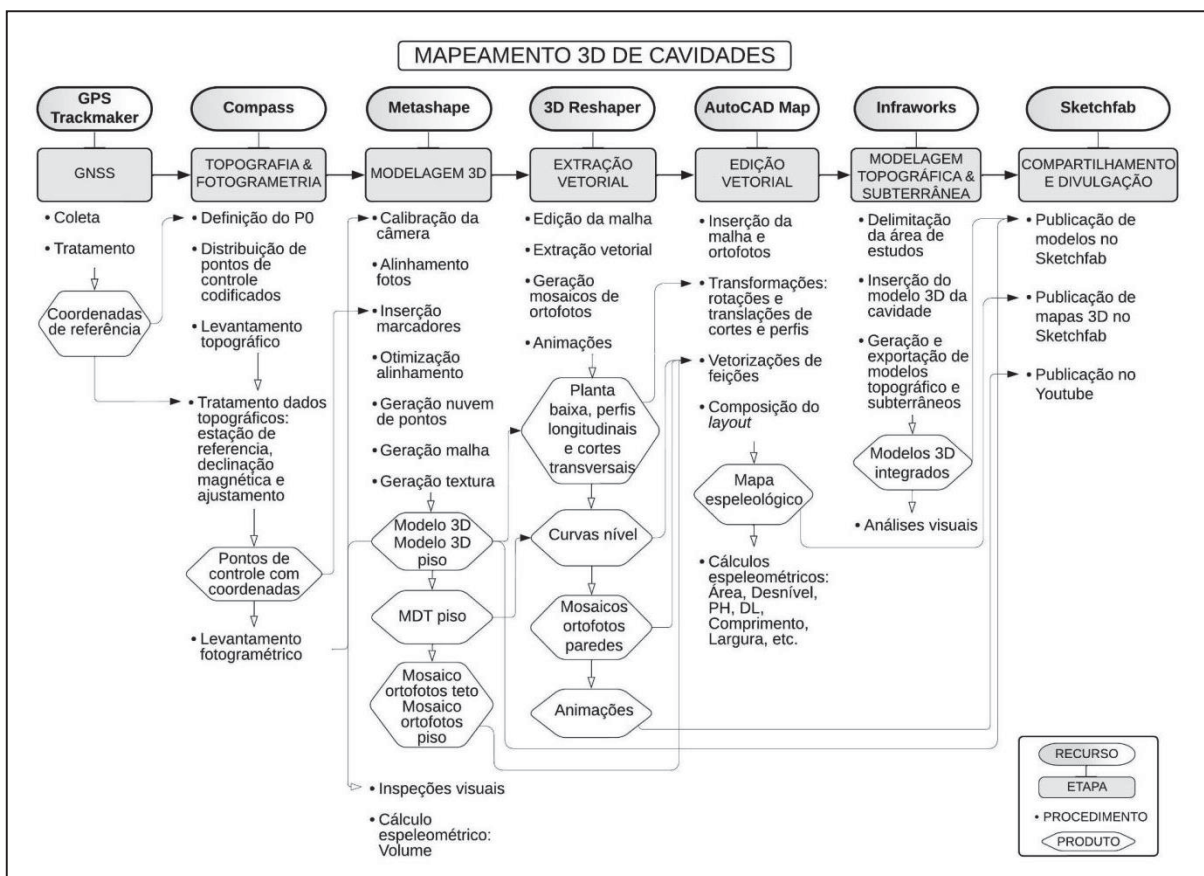 MAPEAMENTO 3D DE CAVIDADES
GPS
Trackmaker
GNSS
• Coleta
• Tratamento
Coordenadas
de referência
Compass
TOPOGRAFIA &
FOTOGRAMETRIA
• Definição do P0
• Distribuição de
pontos de
controle
codificados
• Levantamento
topográfico
• Tratamento dados
topográficos:
estação de
referencia,
declinação
magnética e
ajustamento
Pontos de
controle com
coordenadas
• Levantamento
fotogramétrico
Metashape
MODELAGEM 3D
• Calibração da
câmera
• Alinhamento
fotos
• Inserção
marcadores
• Otimização
alinhamento
• Geração nuvem
de pontos
• Geração malha
• Geração textura
Modelo 3D
Modelo 3D
piso
MDT piso
Mosaico
ortofotos teto
Mosaico
ortofotos
piso
• Inspeções visuais
• Cálculo
espeleométrico:
Volume
3D Reshaper
EXTRAÇÃO
VETORIAL
• Edição da malha
• Extração vetorial
• Geração
mosaicos de
ortofotos
• Animações
Planta
baixa, perfis
longitudinais
e cortes
transversais
Curvas nível
Mosaicos
ortofotos
paredes
Animações
AutoCAD Map
EDIÇÃO
VETORIAL
• Inserção da
malha e
ortofotos
• Transformações:
rotações e
translações de
cortes e perfis
• Vetorizações de
feições
• Composição do
layout
Mapa
espeleológico
• Cálculos
espeleométricos:
Área, Desnível,
PH, DL,
Comprimento,
Largura, etc.
Infraworks
MODELAGEM
TOPOGRÁFICA &
SUBTERRÂNEA
• Delimitação
da área de
estudos
• Inserção do
modelo 3D da
cavidade
• Geração e
exportação de
modelos
topográfico e
subterrâneos
Modelos 3D
integrados
• Análises visuais
Sketchfab
COMPARTILHAMENTO
E DIVULGAÇÃO
• Publicação de
modelos no
Sketchfab
• Publicação de
mapas 3D no
Sketchfab
• Publicação no
Youtube
RECURSO
ETAPA
• PROCEDIMENTO
PRODUTO